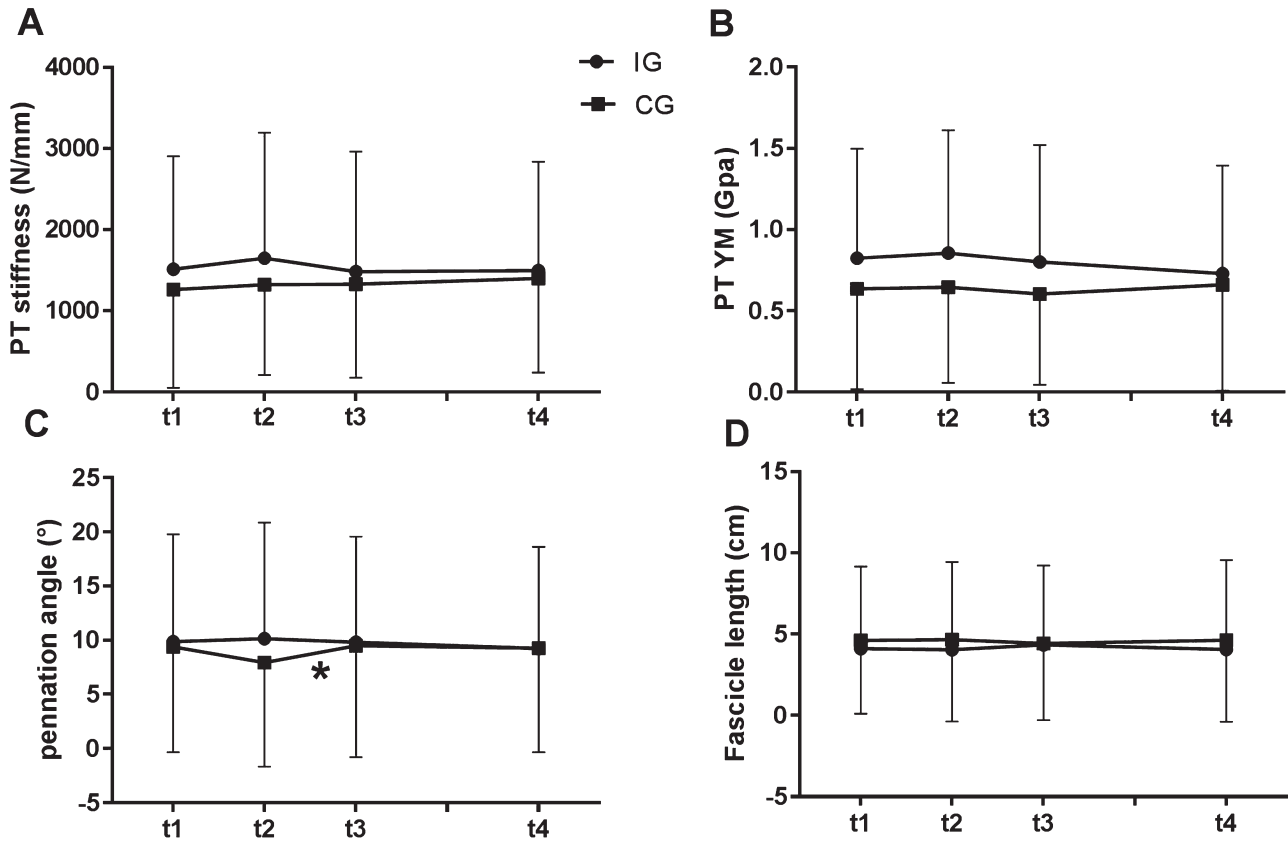 A
PT stiffness (N/mm)
4000
3000
2000
1000
0
t1 t2 t3 t4
IG
CG
B
PT YM (Gpa)
2.0
1.5
1.0
0.5
0.0
t1 t2 t3 t4
C
pennation angle (°)
25
20
15
10
5
0
-5
*
t1 t2 t3 t4
D
Fascicle length (cm)
15
10
5
0
-5
t1 t2 t3 t4